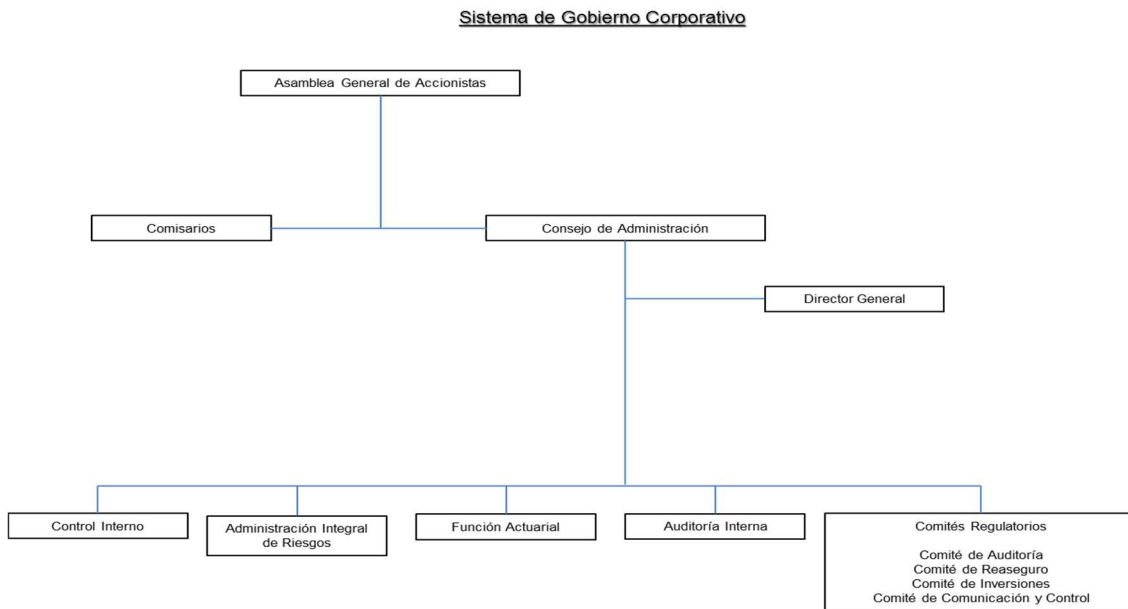 Sistema de Gobierno Corporativo
Asamblea General de Accionistas
Comisarios
Consejo de Administración
Director General
Control Interno
Administración Integral
de Riesgos
Función Actuarial
Auditoría Interna
Comités Regulatorios
Comité de Auditoría
Comité de Reaseguro
Comité de Inversiones
Comité de Comunicación y Control